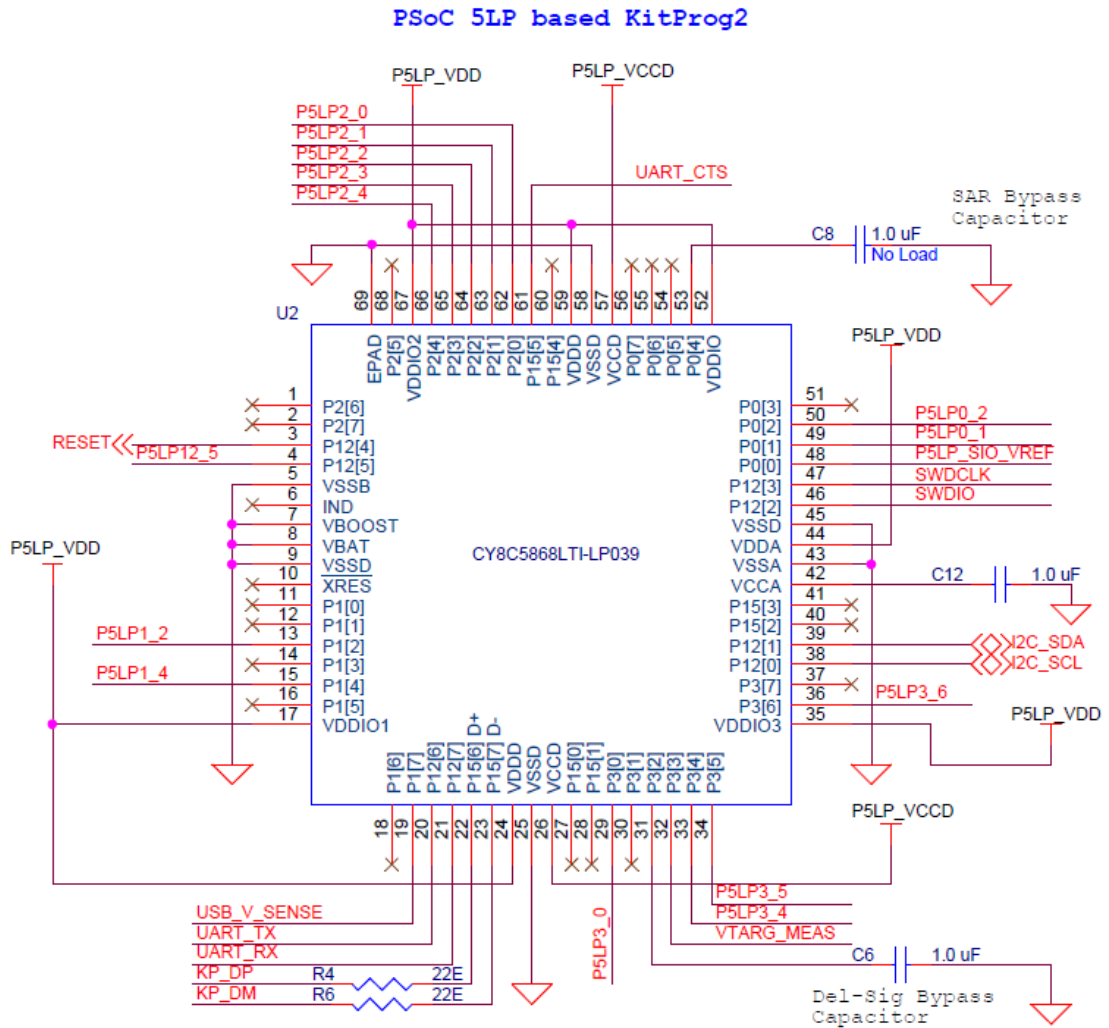 PSoC 5LP based KitProg2
P5LP_VDD
P5LP_VCCD
P5LP2_0
P5LP2_1
P5LP2_2
P5LP2_3
P5LP2_4
UART_CTS
SAR Bypass
Capacitor
C8
1.0 uF
No Load
69 68 67 66 65 64 63 62 61 60 59 58 57 56 55 54 53 52
U2
EPAD P2[5] VDDIO2 P2[4] P2[3] P2[2] P2[1] P2[0] P15[5] P15[4] VDDD VSSD VCCD P0[7] P0[6] P0[5] P0[4] VDDIO
P5LP_VDD
1 P2[6]
2 P2[7]
RESET 3 P12[4]
P5LP12_5 4 P12[5]
5 VSSB
6 IND
7 VBOOST
8 VBAT
9 VSSD
10 XRES
11 P1[0]
12 P1[1]
P5LP1_2 13 P1[2]
14 P1[3]
P5LP1_4 15 P1[4]
16 P1[5]
17 VDDIO1
P5LP_VDD
CY8C5868LTI-LP039
P0[3] 51
P0[2] 50 P5LP0_2
P0[1] 49 P5LP0_1
P0[0] 48 P5LP_SIO_VREF
P12[3] 47 SWDCLK
P12[2] 46 SWDIO
VSSD 45
VDDA 44
VSSA 43
VCCA 42 C12 1.0 uF
P15[3] 41
P15[2] 40
P12[1] 39 I2C_SDA
P12[0] 38 I2C_SCL
P3[7] 37
P3[6] 36 P5LP3_6
VDDIO3 35
P5LP_VDD
P1[6] P1[7] P12[6] P12[7] P15[6] D+ P15[7] D- VDDD VSSD VCCD P15[0] P15[1] P3[0] P3[1] P3[2] P3[3] P3[4] P3[5]
18 19 20 21 22 23 24 25 26 27 28 29 30 31 32 33 34
P5LP_VCCD
USB_V_SENSE
UART_TX
UART_RX
KP_DP R4 22E
KP_DM R6 22E
P5LP3_0
P5LP3_5
P5LP3_4
VTARG_MEAS
C6
1.0 uF
Del-Sig Bypass
Capacitor